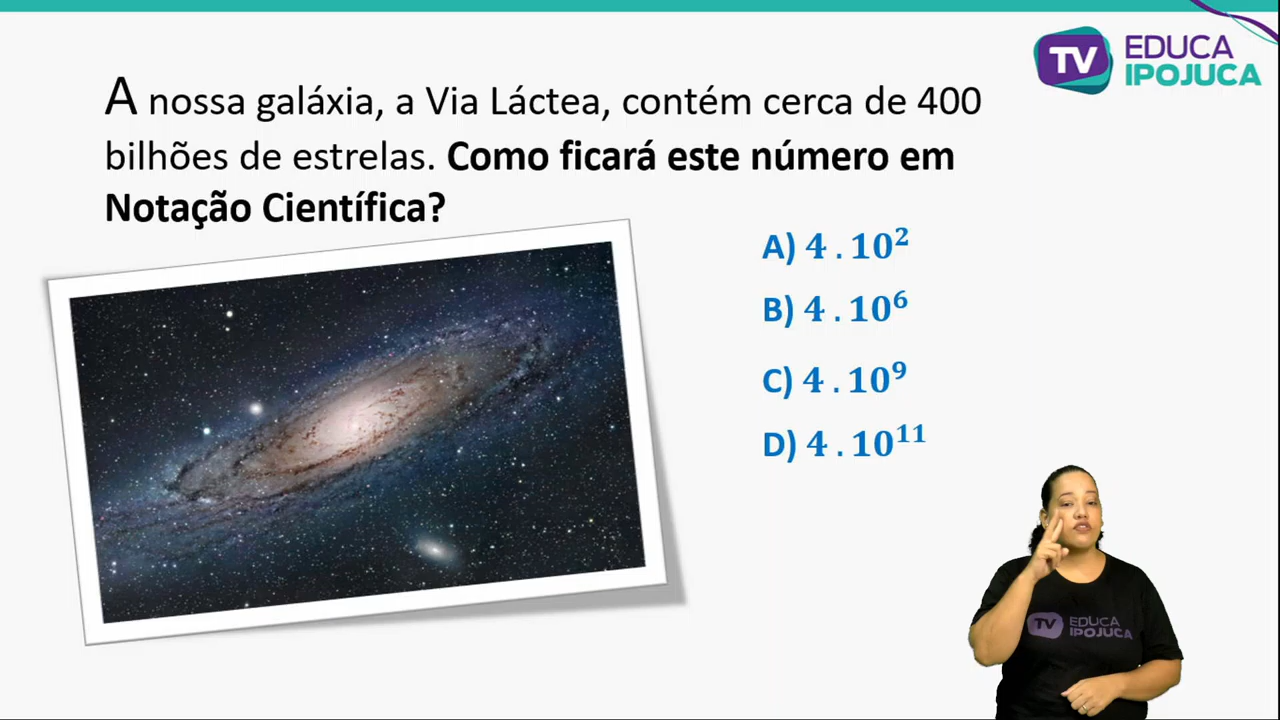 TV EDUCA
IPOJUCA
A nossa galáxia, a Via Láctea, contém cerca de 400
bilhões de estrelas. Como ficará este número em
Notação Científica?
A) 4 . 10²
B) 4 . 10⁶
C) 4 . 10⁹
D) 4 . 10¹¹
TV EDUCA
IPOJUCA